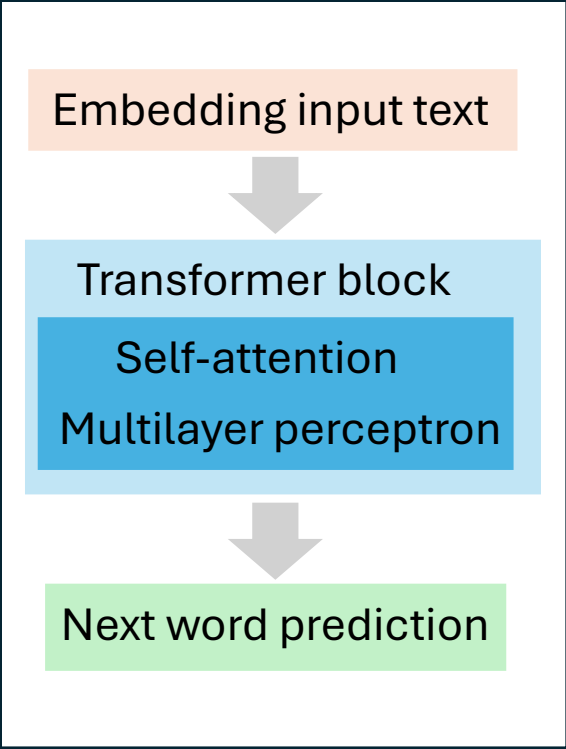 Embedding input text
Transformer block
Self-attention
Multilayer perceptron
Next word prediction